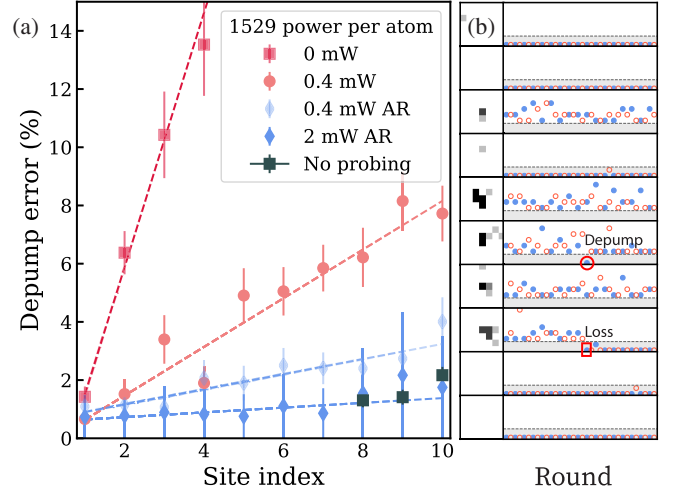 (a)
14
12
10
8
6
4
2
0
Depump error (%)
1529 power per atom
0 mW
0.4 mW
0.4 mW AR
2 mW AR
No probing
2
4
6
8
10
Site index
(b)
Depump
Loss
Round